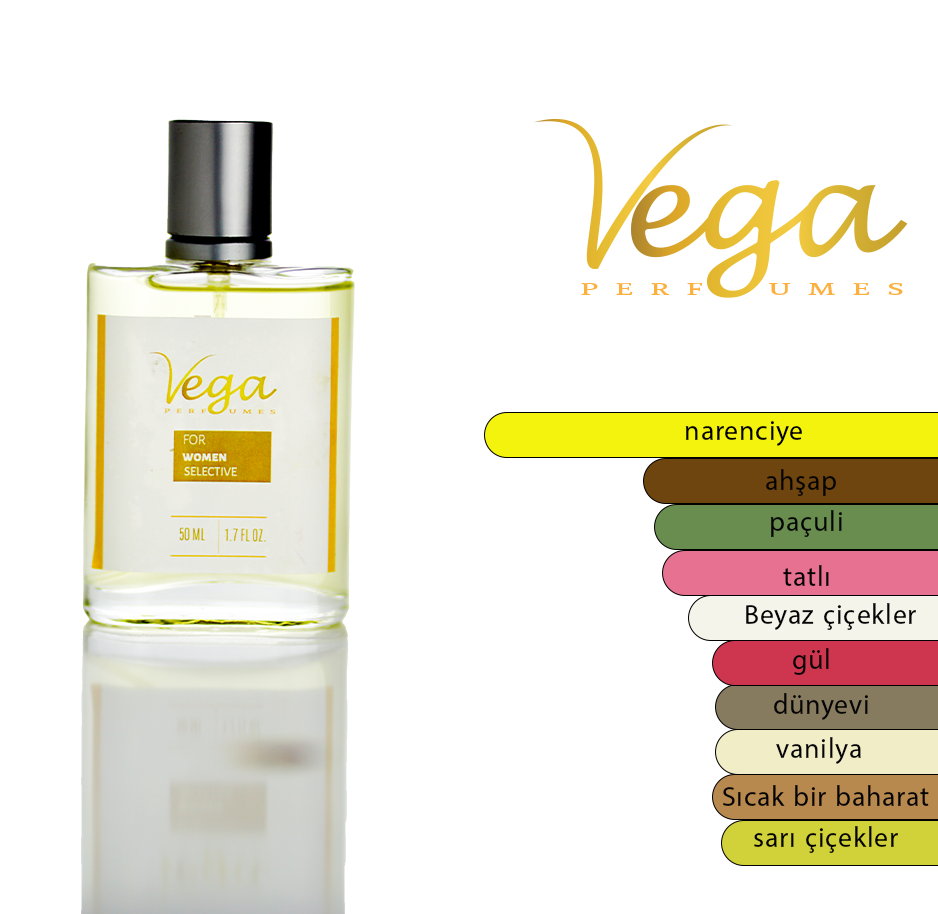 Vega
PERFUMES
Vega
PERFUMES
FOR
WOMEN
SELECTIVE
50 ML
1.7 FL OZ.
narenciye
ahşap
paçuli
tatlı
Beyaz çiçekler
gül
dünyevi
vanilya
Sıcak bir baharat
sarı çiçekler